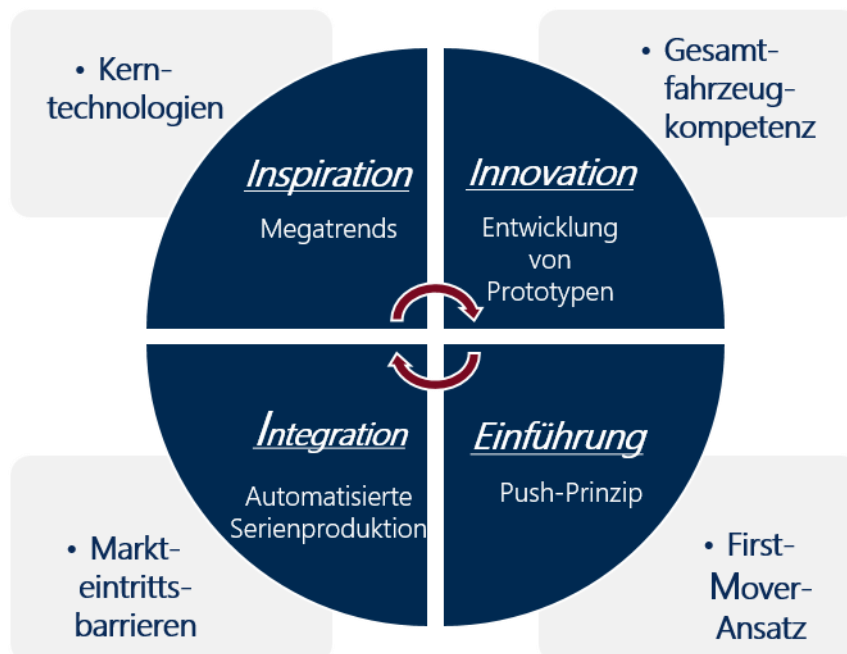 • Kern-
technologien
• Gesamt-
fahrzeug-
kompetenz
Inspiration
Megatrends
Innovation
Entwicklung
von
Prototypen
Integration
Automatisierte
Serienproduktion
Einführung
Push-Prinzip
• Markt-
eintritts-
barrieren
• First-
Mover-
Ansatz